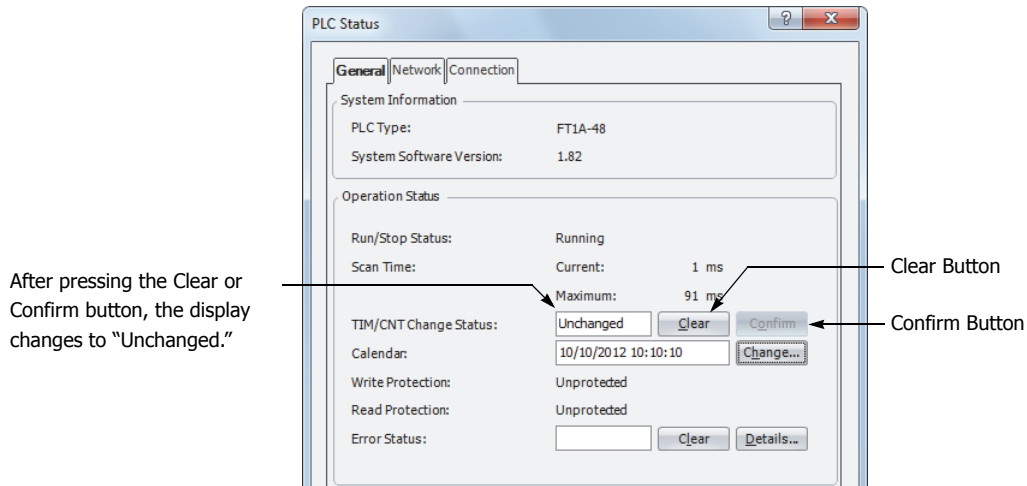 PLC Status
General Network Connection
System Information
PLC Type: FT1A-48
System Software Version: 1.82
Operation Status
Run/Stop Status: Running
Scan Time: Current: 1 ms
Maximum: 91 ms
TIM/CNT Change Status: Unchanged Clear Confirm
Calendar: 10/10/2012 10:10:10 Change...
Write Protection: Unprotected
Read Protection: Unprotected
Error Status: Clear Details...
After pressing the Clear or
Confirm button, the display
changes to “Unchanged.”
Clear Button
Confirm Button